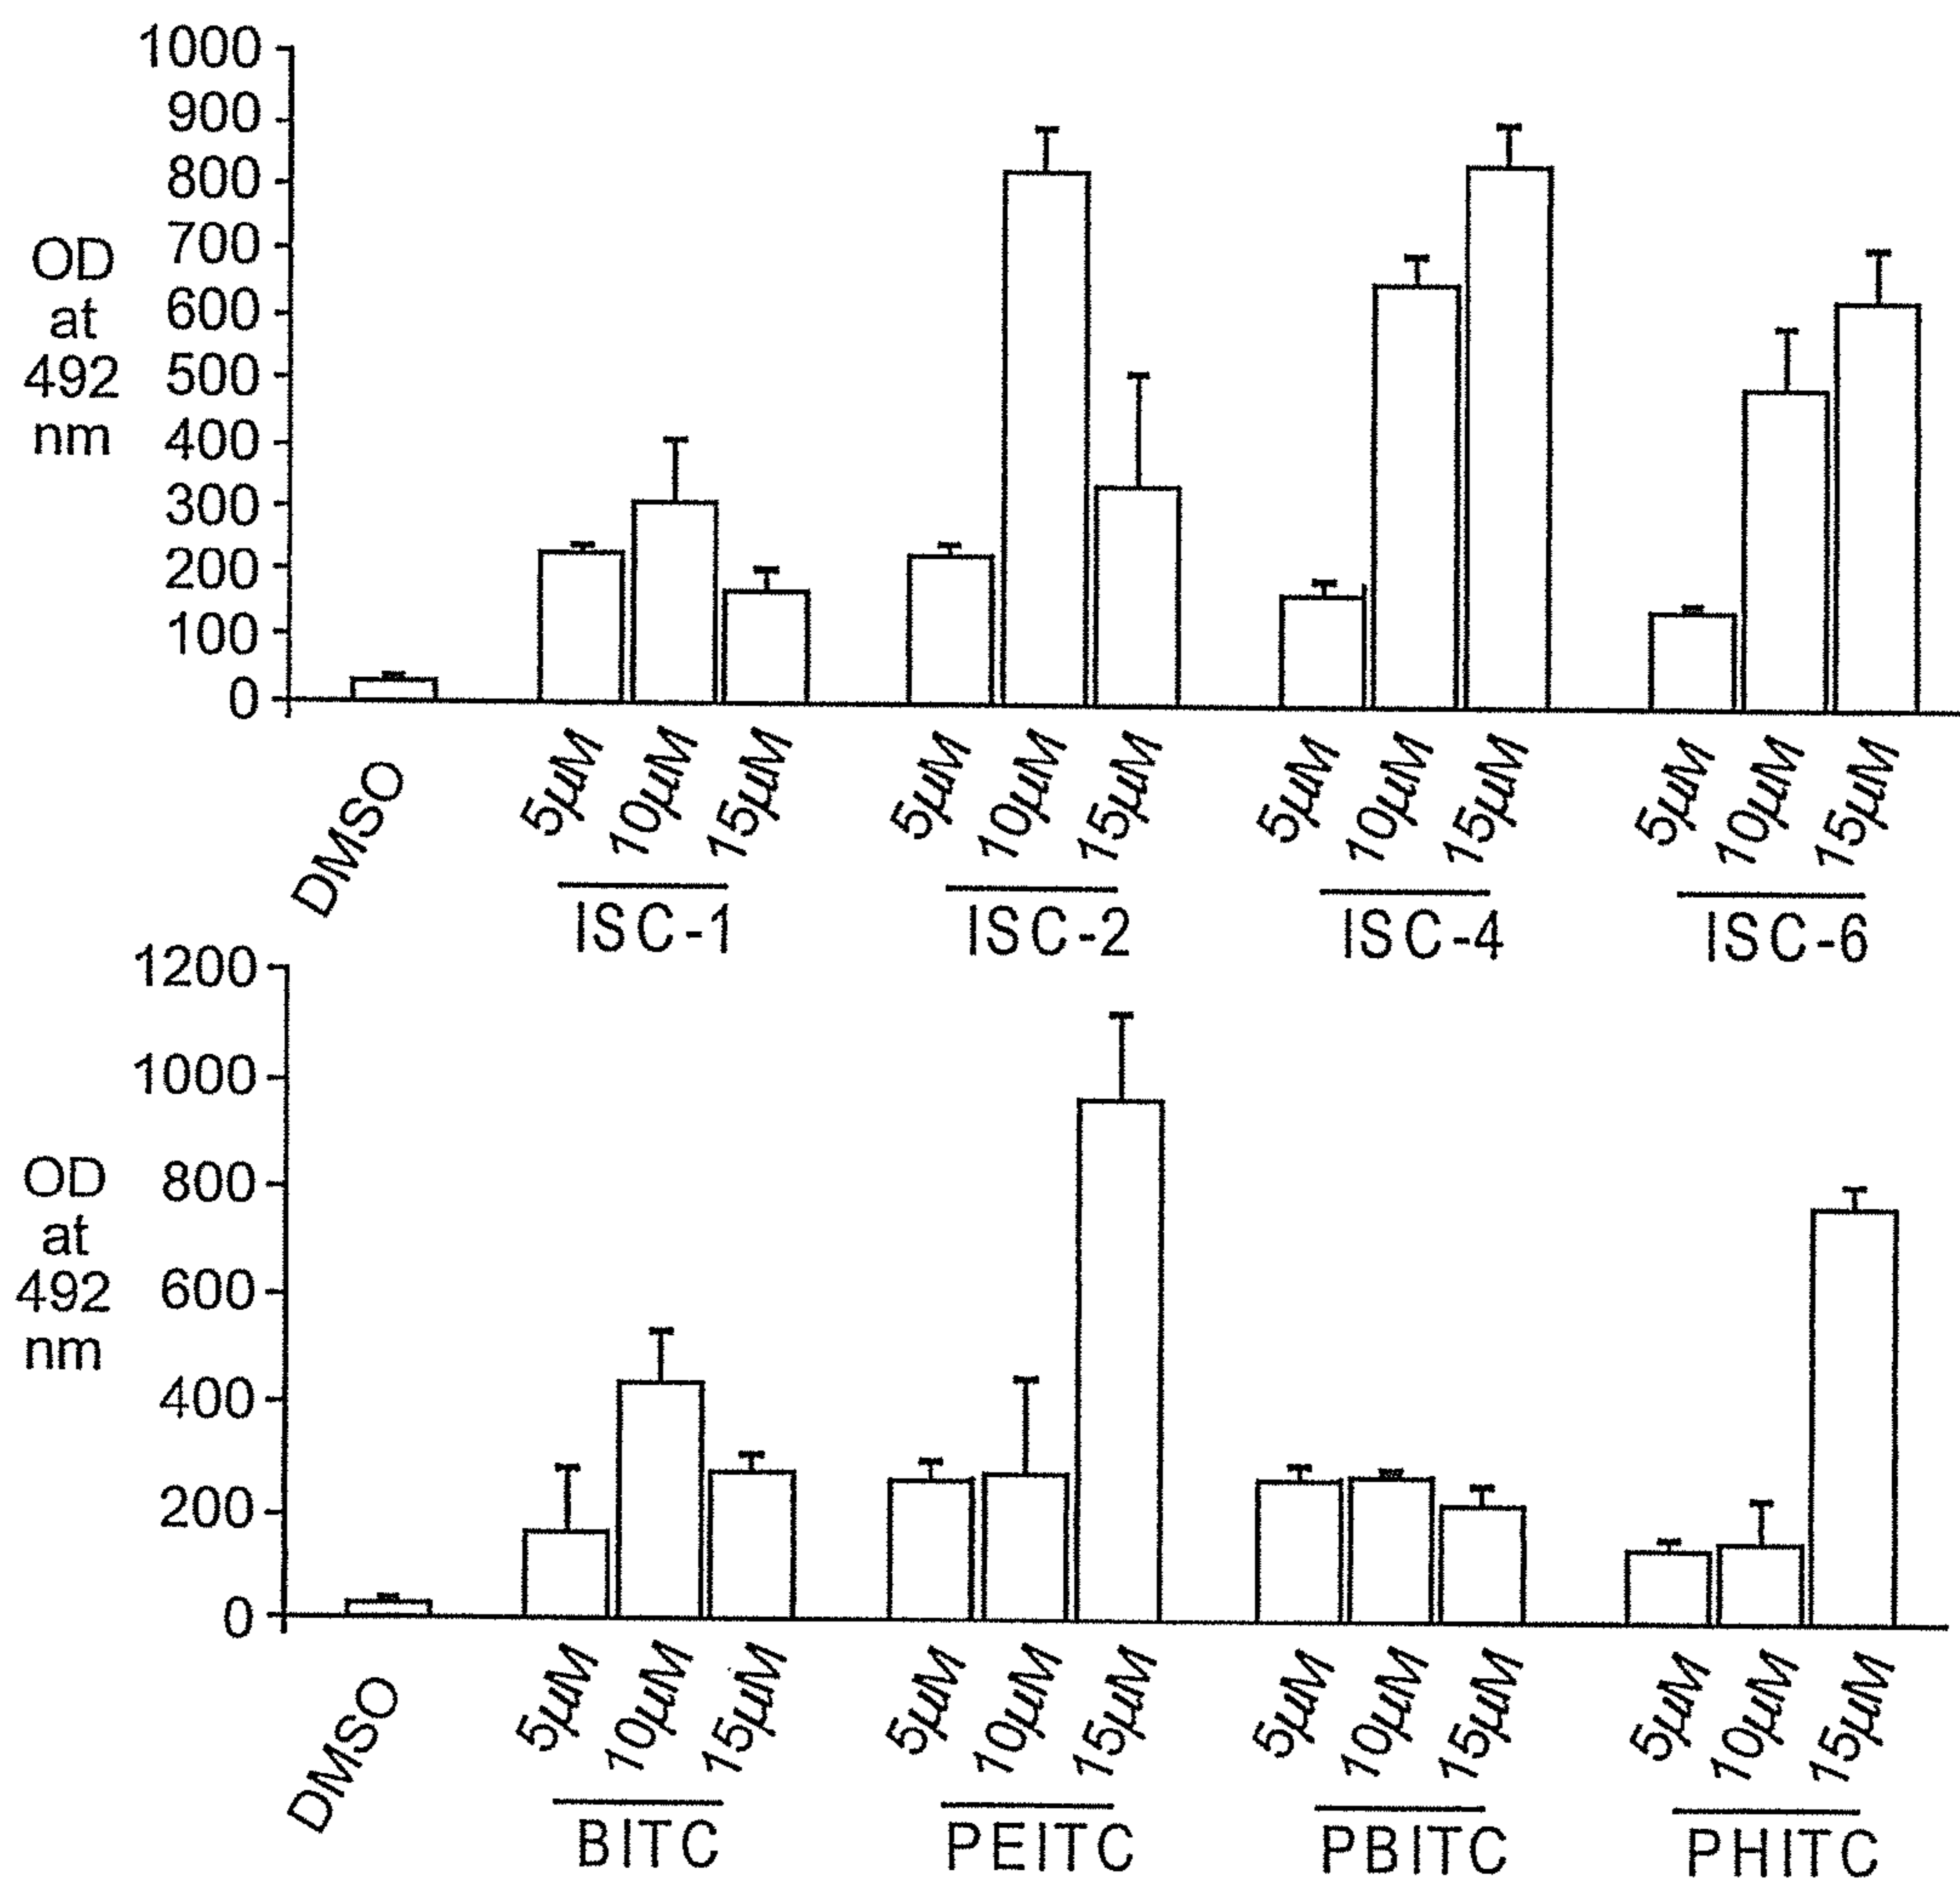 1000
900
800
700
600
500
400
300
200
100
0
OD
at
492
nm
DMSO
5µM 10µM 15µM 5µM 10µM 15µM 5µM 10µM 15µM 5µM 10µM 15µM
ISC-1 ISC-2 ISC-4 ISC-6
1200
1000
800
600
400
200
0
OD
at
492
nm
DMSO
5µM 10µM 15µM 5µM 10µM 15µM 5µM 10µM 15µM 5µM 10µM 15µM
BITC PEITC PBITC PHITC